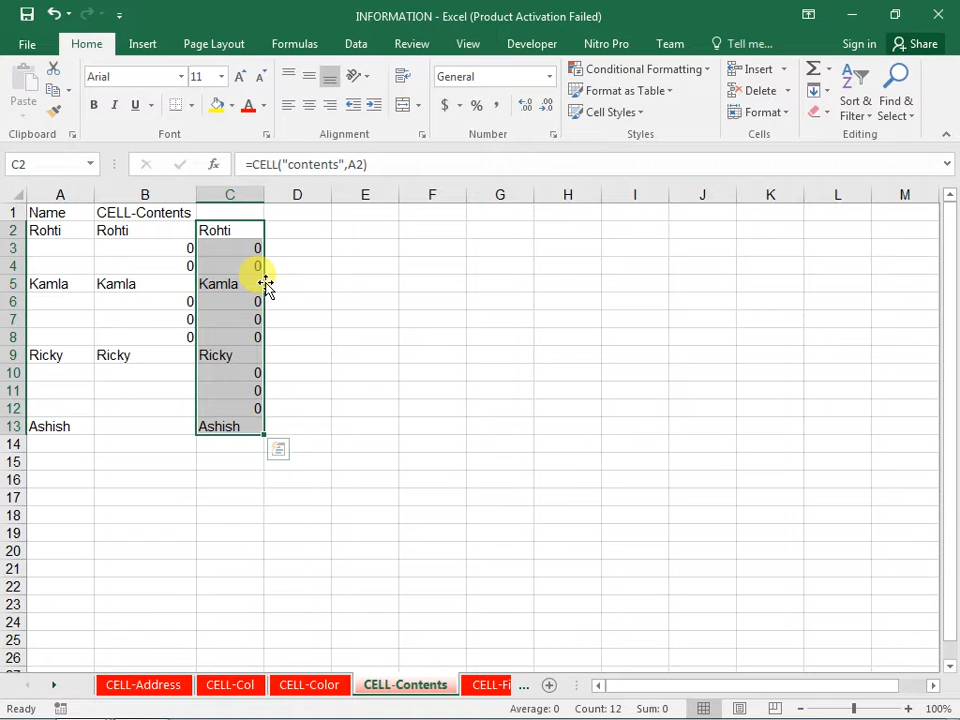 INFORMATION - Excel (Product Activation Failed)
File Home Insert Page Layout Formulas Data Review View Developer Nitro Pro Team Tell me... Sign in Share
Paste
Clipboard
Arial 11
B I U
Font
Alignment
General
$ % , .0 .00
Number
Conditional Formatting
Format as Table
Cell Styles
Styles
Insert
Delete
Format
Cells
Sort & Filter
Find & Select
Editing
C2 fx =CELL("contents",A2)
A B C D E F G H I J K L M
1 Name CELL-Contents
2 Rohti Rohti Rohti
3 0 0
4 0 0
5 Kamla Kamla Kamla
6 0 0
7 0 0
8 0 0
9 Ricky Ricky Ricky
10 0
11 0
12 0
13 Ashish Ashish
14
15
16
17
18
19
20
21
22
23
24
25
26
CELL-Address CELL-Col CELL-Color CELL-Contents CELL-Fi ...
Ready Average: 0 Count: 12 Sum: 0 100%